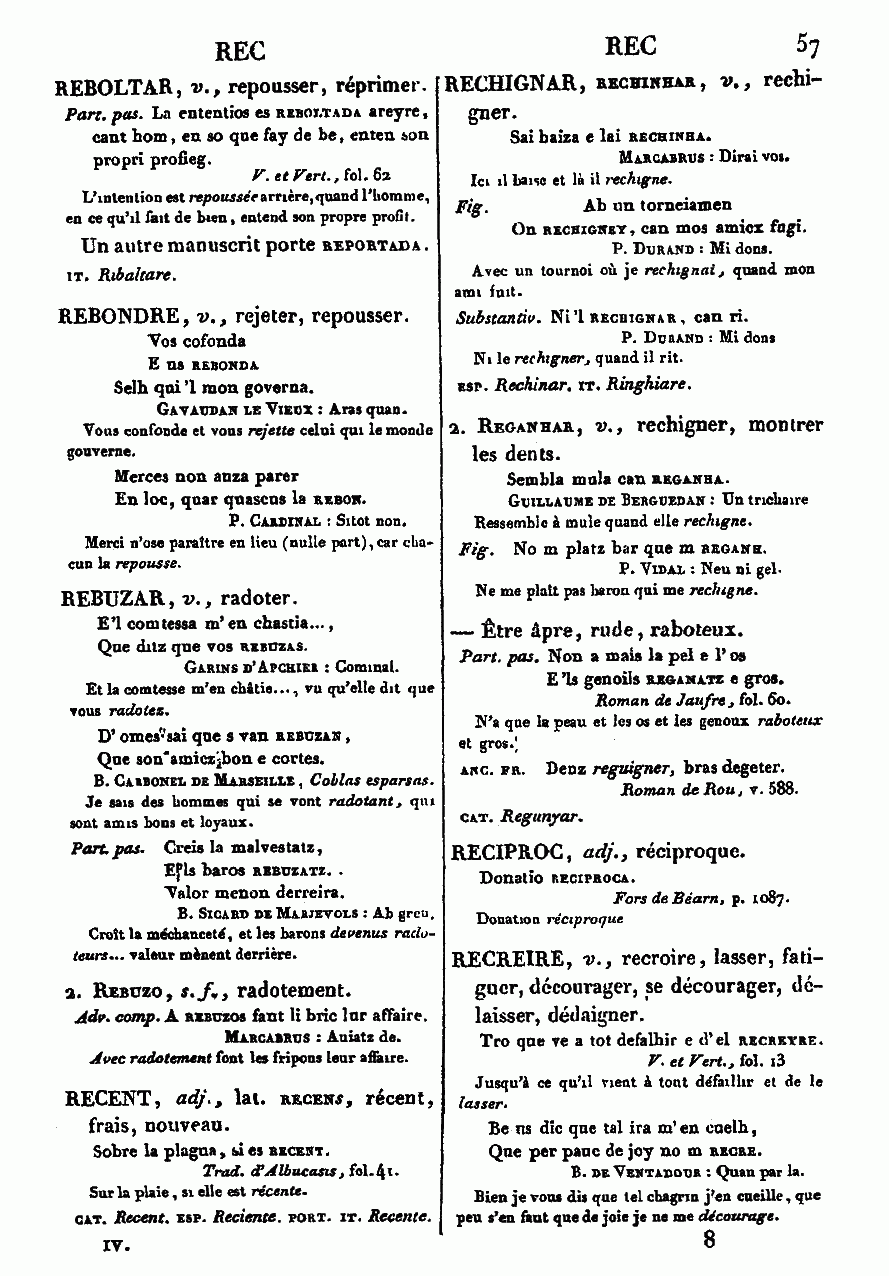 REC
REC 57
REBOLTAR, v., repousser, réprimer.
Part. pas. La ententios es REBOLTADA areyre,
cant hom, en so que fay de be, enten son
propri profieg.
V. et Vert., fol. 62
L'intention est repoussée arrière, quand l'homme,
en ce qu'il fait de bien, entend son propre profit.
Un autre manuscrit porte REPORTADA.
IT. Ribaltare.
REBONDRE, v., rejeter, repousser.
Vos cofonda
E us REBONDA
Selh qui 'l mon governa.
GAVAUDAN LE VIEUX : Aras quan.
Vous confonde et vous rejette celui qui le monde
gouverne.
Merces non auza parer
En loc, quar quascus la REBON.
P. CARDINAL : Sitot non.
Merci n'ose paraître en lieu (nulle part), car cha-
cun la repousse.
REBUZAR, v., radoter.
E'l comtessa m' en chastia...,
Que ditz que vos REBUZAS.
GARINS D'APCHIER : Cominal.
Et la comtesse m'en châtie..., vu qu'elle dit que
vous radotez.
D' omes sai que s van REBUZAN,
Que son amicz bon e cortes.
B. CARBONEL DE MARSEILLE, Coblas esparsas.
Je sais des hommes qui se vont radotant, qui
sont amis bons et loyaux.
Part. pas. Creis la malvestatz,
E ls baros REBUZATZ. .
Valor menon derreira.
B. SICARD DE MARJEVOLS : Ab greu.
Croît la méchanceté, et les barons devenus rado-
teurs... valeur mènent derrière.
2. REBUZO, s. f., radotement.
Adv. comp. A REBUZOS fant li bric lur affaire.
MARCABRUS : Auiatz de.
Avec radotement font les fripons leur affaire.
RECENT, adj., lat. RECENS, récent,
frais, nouveau.
Sobre la plagua, si es RECENT.
Trad. d'Albucasis, fol. 41.
Sur la plaie, si elle est récente.
CAT. Recent. ESP. Reciente. PORT. IT. Recente.
IV.
RECHIGNAR, RECHINHAR, v., rechi-
gner.
Sai baiza e lai RECHINHA.
MARCABRUS : Dirai vos.
Ici il baise et là il rechigne.
Fig. Ab un torneiamen
On RECHIGNEY, can mos amicx fugi.
P. DURAND : Mi dons.
Avec un tournoi où je rechignai, quand mon
ami fuit.
Substantiv. Ni 'l RECHIGNAR, can ri.
P. DURAND : Mi dons
Ni le rechigner, quand il rit.
ESP. Rechinar. IT. Ringhiare.
2. REGANHAR, v., rechigner, montrer
les dents.
Sembla mula can REGANHA.
GUILLAUME DE BERGUEDAN : Un trichaire
Ressemble à mule quand elle rechigne.
Fig. No m platz bar que m REGANH.
P. VIDAL : Neu ni gel.
Ne me plaît pas baron qui me rechigne.
— Être âpre, rude, raboteux.
Part. pas. Non a mais la pel e l' os
E 'ls genoils REGANATZ e gros.
Roman de Jaufre, fol. 60.
N'a que la peau et les os et les genoux raboteux
et gros.
ANC. FR. Denz reguigner, bras degeter.
Roman de Rou, v. 588.
CAT. Regunyar.
RECIPROC, adj., réciproque.
Donatio RECIPROCA.
Fors de Béarn, p. 1087.
Donation réciproque
RECREIRE, v., recroire, lasser, fati-
guer, décourager, se décourager, dé-
laisser, dédaigner.
Tro que ve a tot defalhir e d' el RECREYRE.
V. et Vert., fol. 13
Jusqu'à ce qu'il vient à tout défaillir et de le
lasser.
Be us dic que tal ira m' en cuelh,
Que per pauc de joy no m RECRE.
B. DE VENTADOUR : Quan par la.
Bien je vous dis que tel chagrin j'en cueille, que
peu s'en faut que de joie je ne me décourage.
8